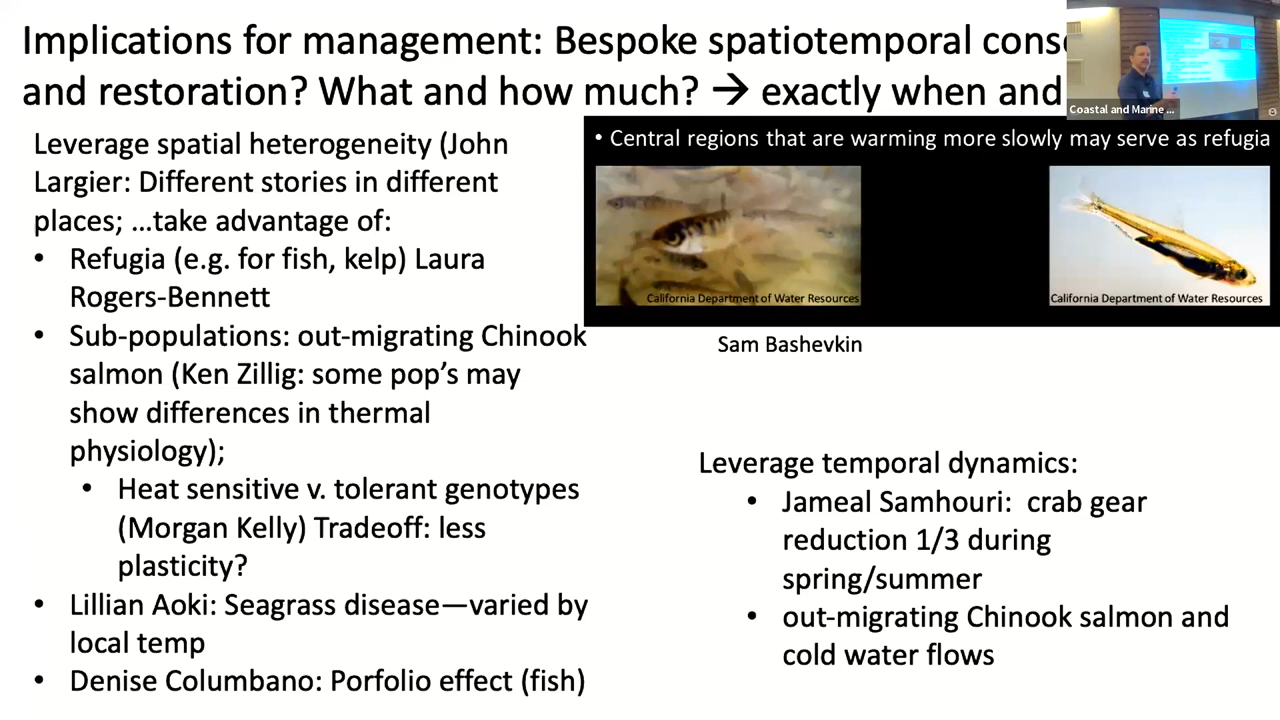 Implications for management: Bespoke spatiotemporal
and restoration? What and how much? → exactly when and
Leverage spatial heterogeneity (John
Largier: Different stories in different
places; …take advantage of:
• Refugia (e.g. for fish, kelp) Laura
Rogers-Bennett
• Sub-populations: out-migrating Chinook
salmon (Ken Zillig: some pop’s may
show differences in thermal
physiology);
• Heat sensitive v. tolerant genotypes
(Morgan Kelly) Tradeoff: less
plasticity?
• Lillian Aoki: Seagrass disease—varied by
local temp
• Denise Columbano: Porfolio effect (fish)
• Central regions that are warming more slowly may serve as refugia
California Department of Water Resources
California Department of Water Resources
Sam Bashevkin
Leverage temporal dynamics:
• Jameal Samhouri: crab gear
reduction 1/3 during
spring/summer
• out-migrating Chinook salmon and
cold water flows
Coastal and Marine ...